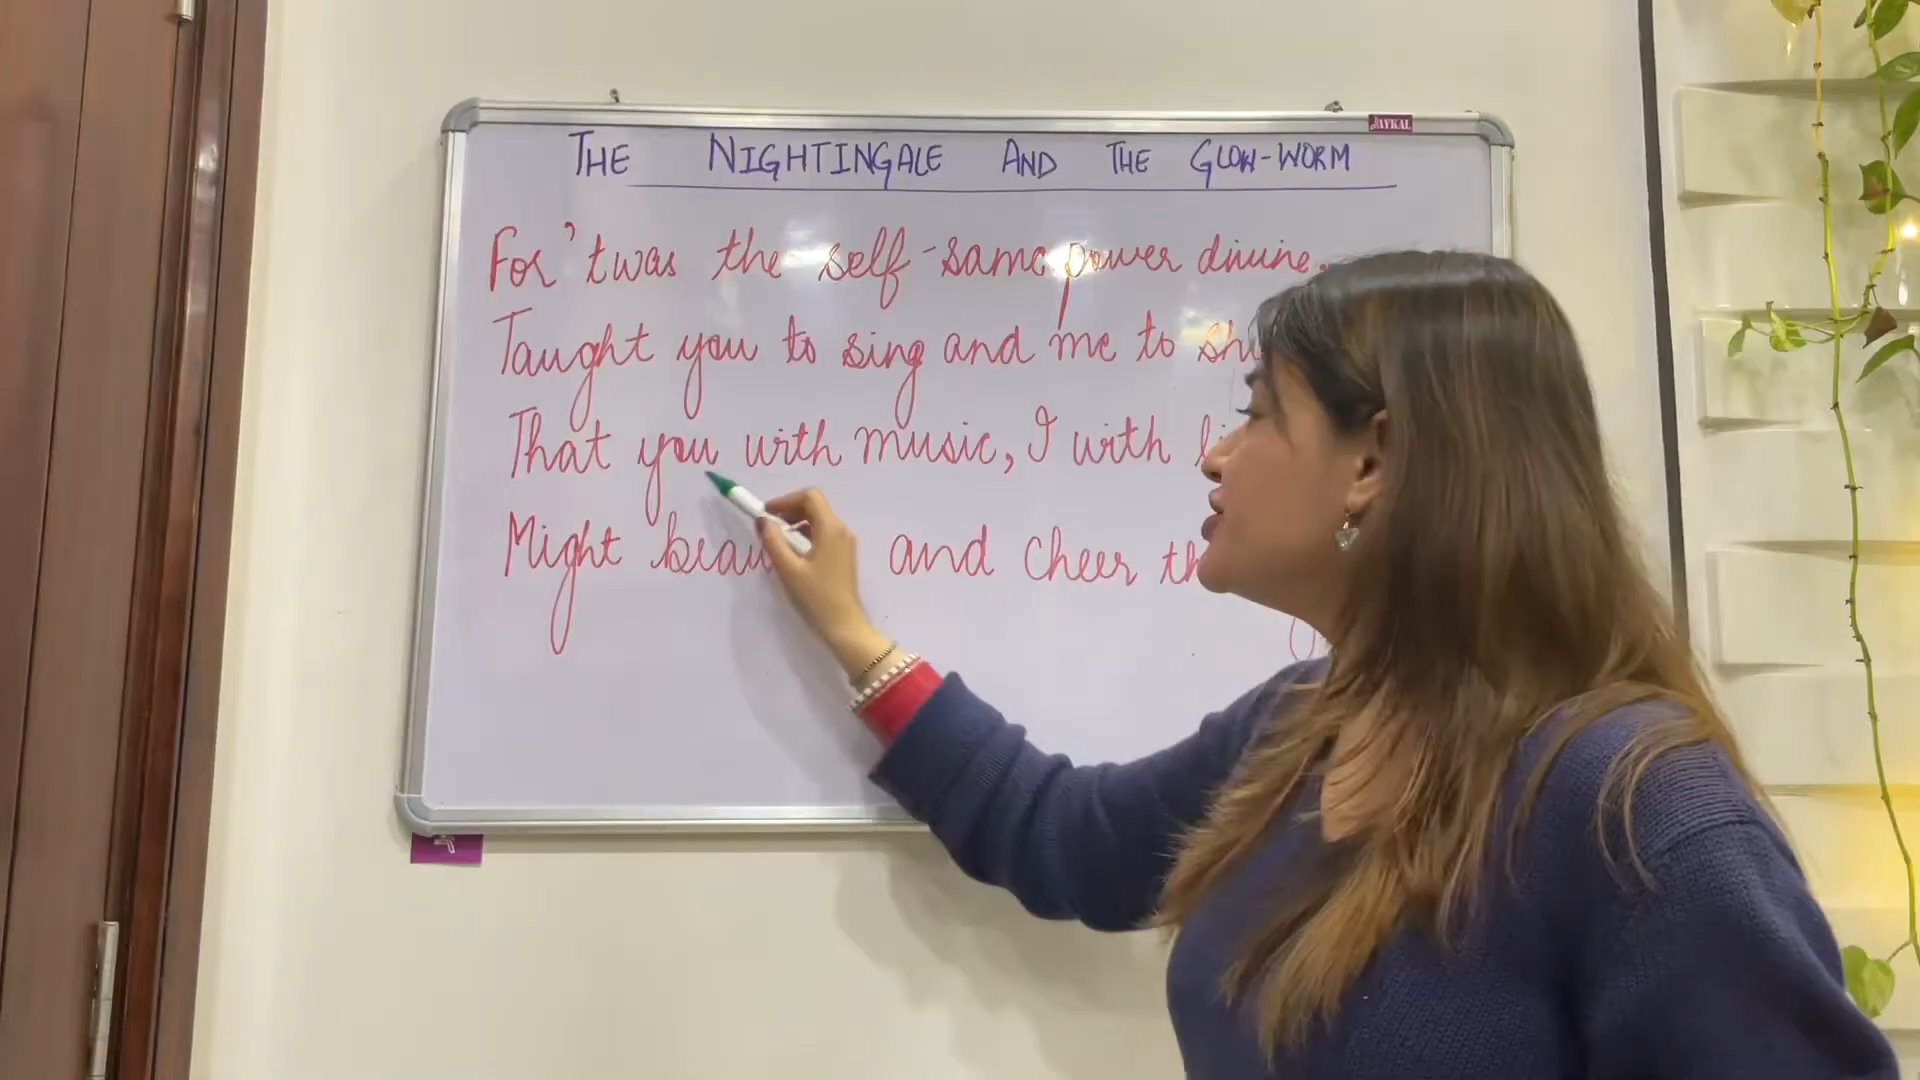 JAYKAL
THE NIGHTINGALE AND THE GLOW-WORM
For 'twas the self-same power divine,
Taught you to sing and me to
That you with music, I with
Might and cheer